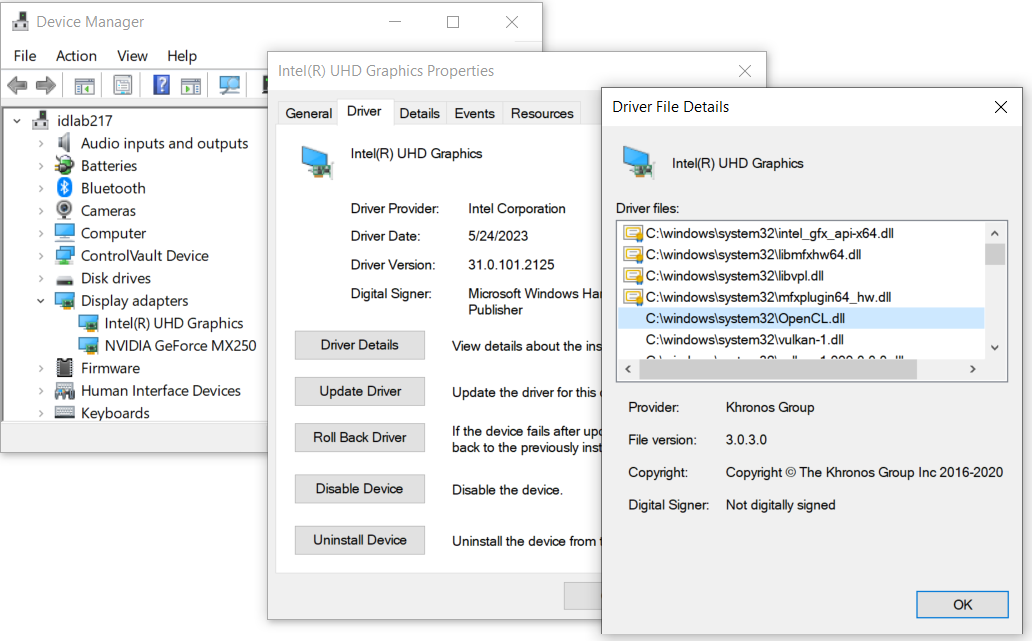 Device Manager
File Action View Help
idlab217
Audio inputs and outputs
Batteries
Bluetooth
Cameras
Computer
ControlVault Device
Disk drives
Display adapters
Intel(R) UHD Graphics
NVIDIA GeForce MX250
Firmware
Human Interface Devices
Keyboards
Intel(R) UHD Graphics Properties
General Driver Details Events Resources
Intel(R) UHD Graphics
Driver Provider: Intel Corporation
Driver Date: 5/24/2023
Driver Version: 31.0.101.2125
Digital Signer: Microsoft Windows Har
Publisher
Driver Details View details about the ins
Update Driver Update the driver for this
Roll Back Driver If the device fails after upd
back to the previously inst
Disable Device Disable the device.
Uninstall Device Uninstall the device from
Driver File Details
Intel(R) UHD Graphics
Driver files:
C:\windows\system32\intel_gfx_api-x64.dll
C:\windows\system32\libmfxhw64.dll
C:\windows\system32\libvpl.dll
C:\windows\system32\mfxplugin64_hw.dll
C:\windows\system32\OpenCL.dll
C:\windows\system32\vulkan-1.dll
Provider: Khronos Group
File version: 3.0.3.0
Copyright: Copyright © The Khronos Group Inc 2016-2020
Digital Signer: Not digitally signed
OK